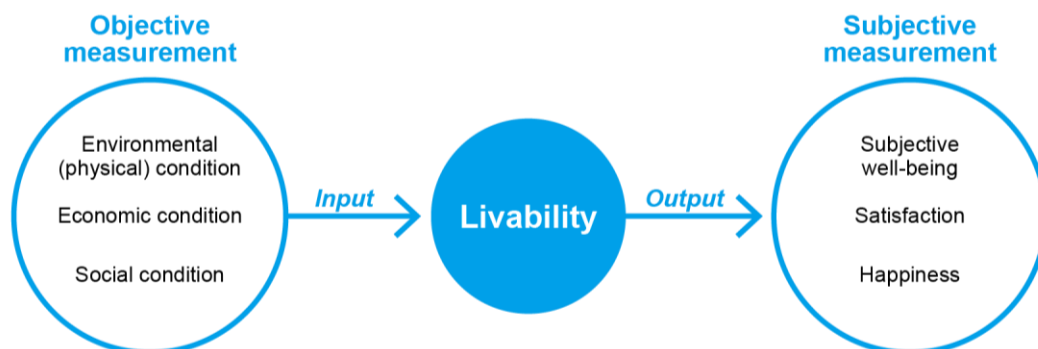 Objective
measurement
Environmental
(physical) condition
Economic condition
Social condition
Input
Livability
Output
Subjective
measurement
Subjective
well-being
Satisfaction
Happiness